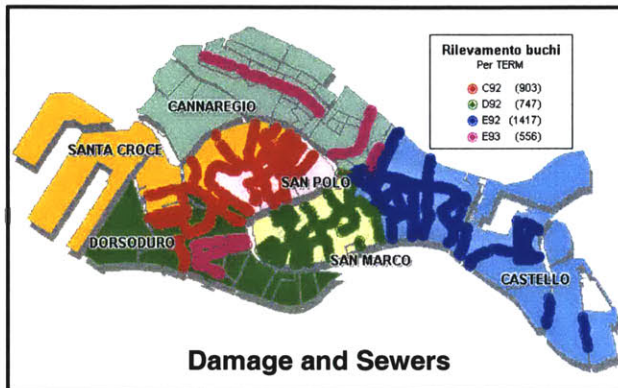 Rilevamento buchi
Per TERM
C92 (903)
D92 (747)
E92 (1417)
E93 (556)
CANNAREGIO
SANTA CROCE
SAN POLO
DORSODURO
SAN MARCO
CASTELLO
Damage and Sewers